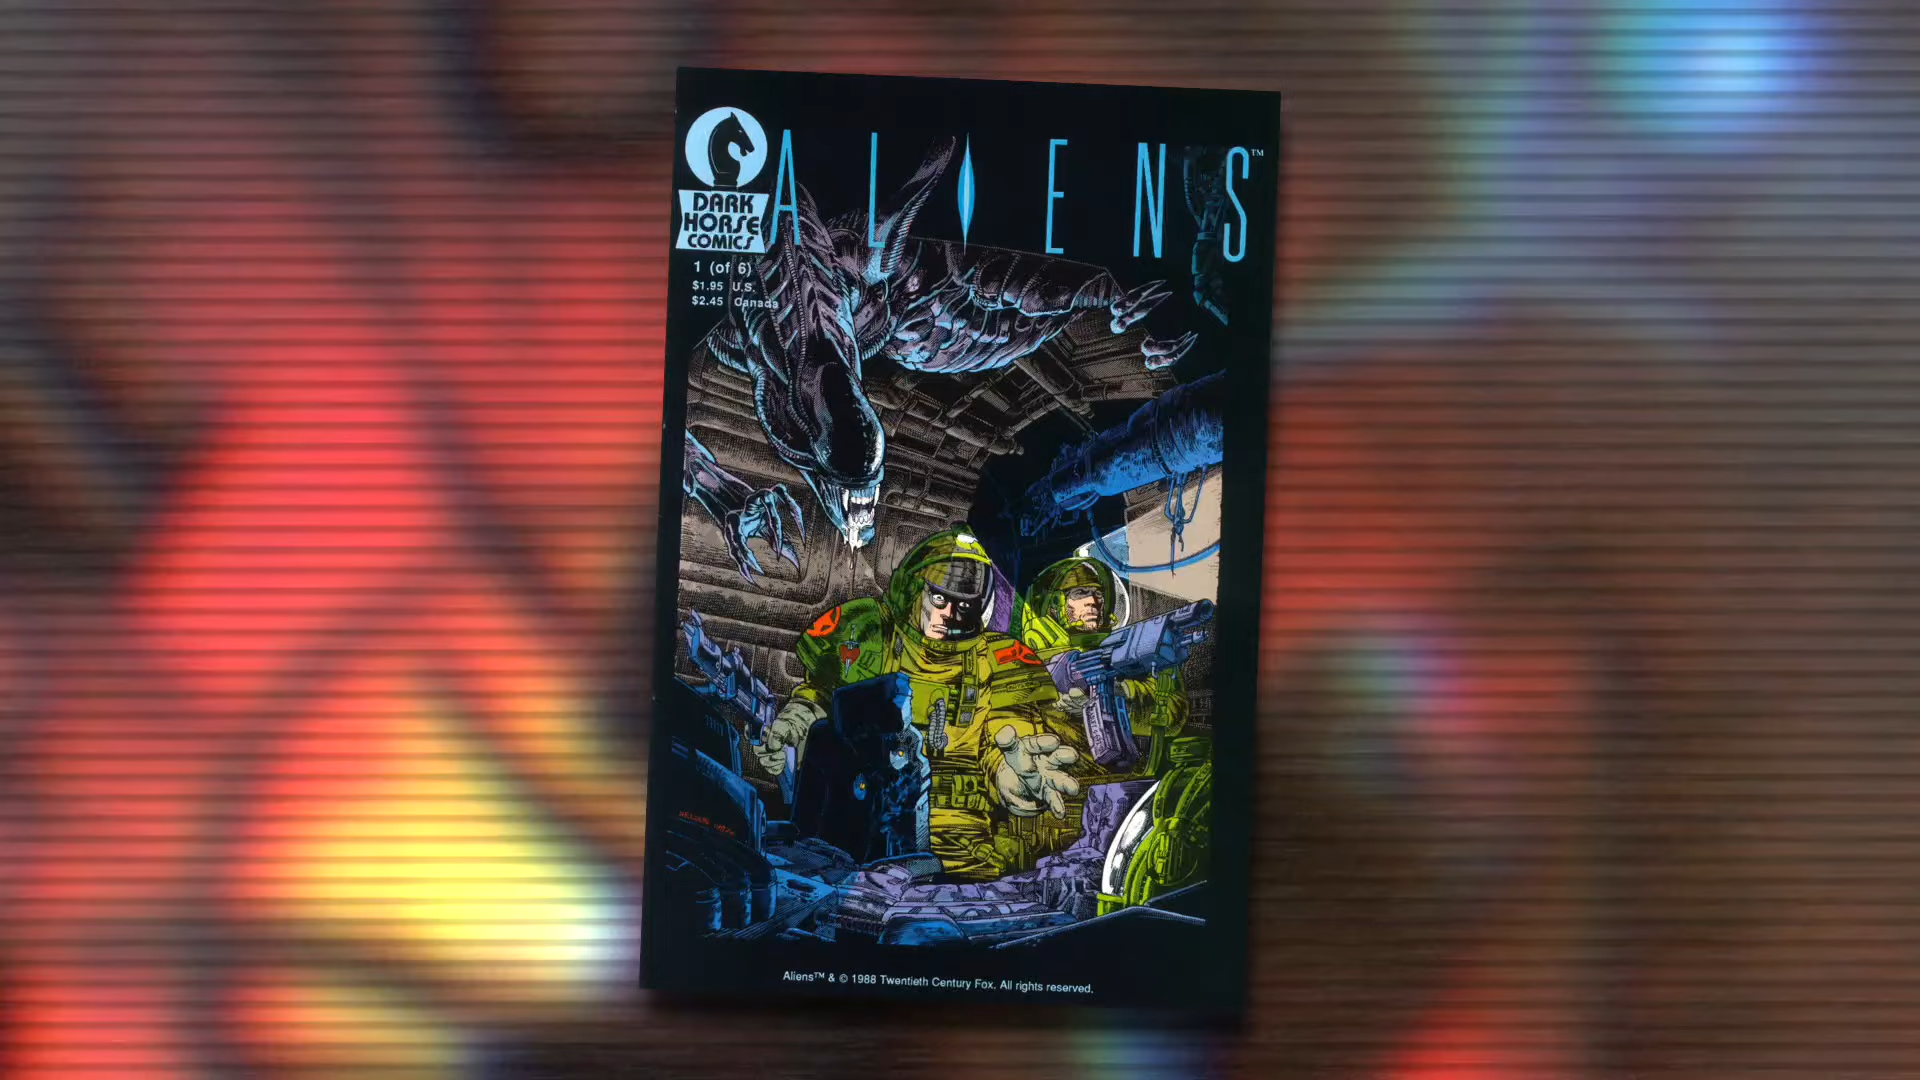 DARK
HORSE
COMICS
ALIENS™
1 (of 6)
$1.95 U.S.
$2.45 Canada
Aliens™ & © 1988 Twentieth Century Fox. All rights reserved.